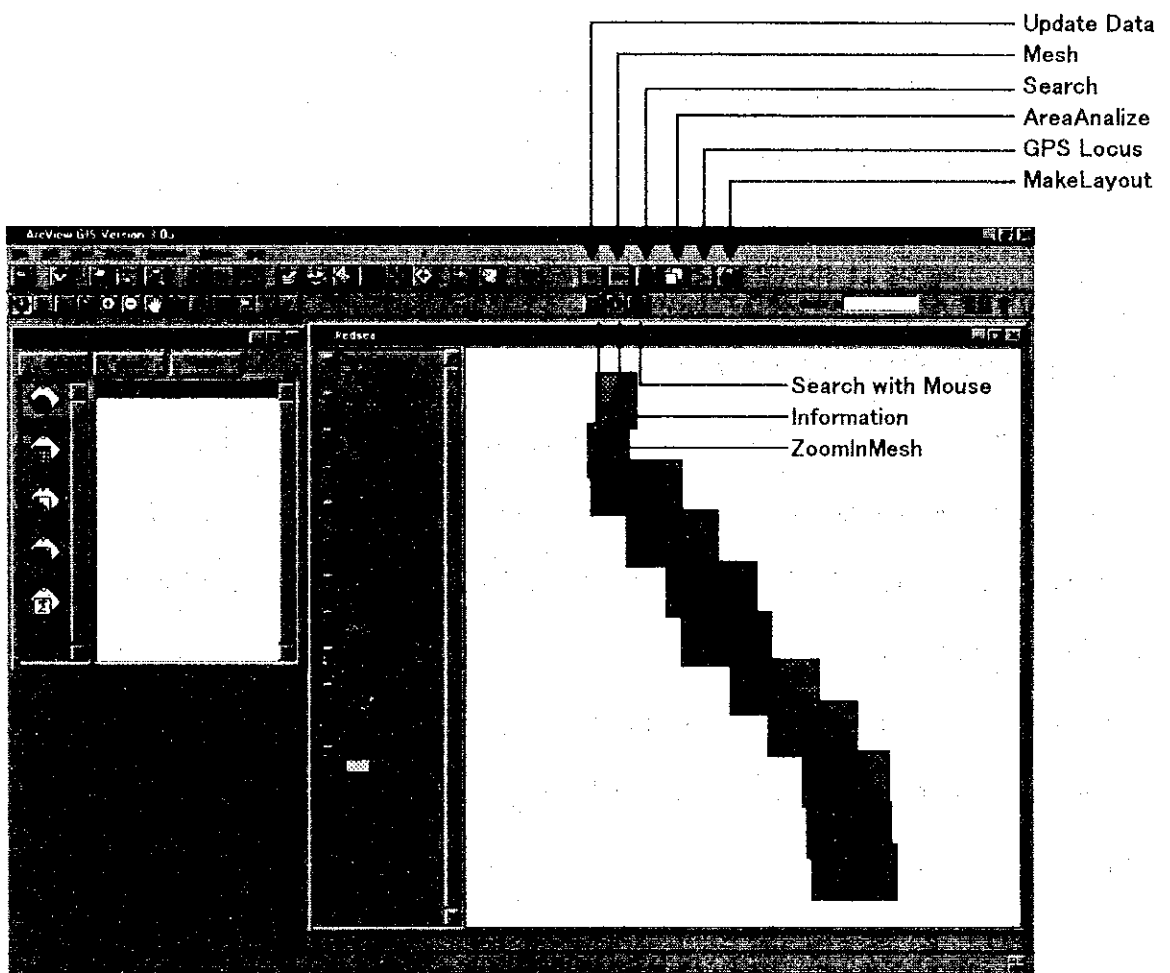 Update Data
Mesh
Search
AreaAnalize
GPS Locus
MakeLayout
ArcView GIS Version 3.0a
Redsea
Search with Mouse
Information
ZoomInMesh